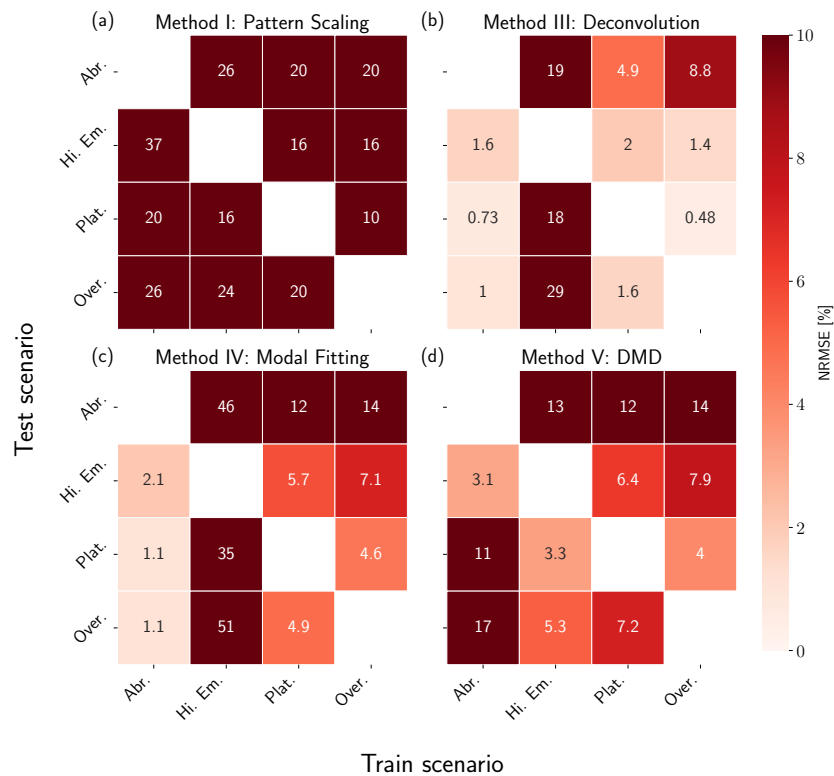 (a) Method I: Pattern Scaling
(b) Method III: Deconvolution
Abr. 26 20 20
19 4.9 8.8
Hi. Em. 37 16 16
1.6 2 1.4
Plat. 20 16 10
0.73 18 0.48
Over. 26 24 20
1 29 1.6
(c) Method IV: Modal Fitting
(d) Method V: DMD
Abr. 46 12 14
13 12 14
Hi. Em. 2.1 5.7 7.1
3.1 6.4 7.9
Plat. 1.1 35 4.6
11 3.3 4
Over. 1.1 51 4.9
17 5.3 7.2
Abr. Hi. Em. Plat. Over.
Abr. Hi. Em. Plat. Over.
Test scenario
Train scenario
10
8
6
4
2
0
NRMSE [%]